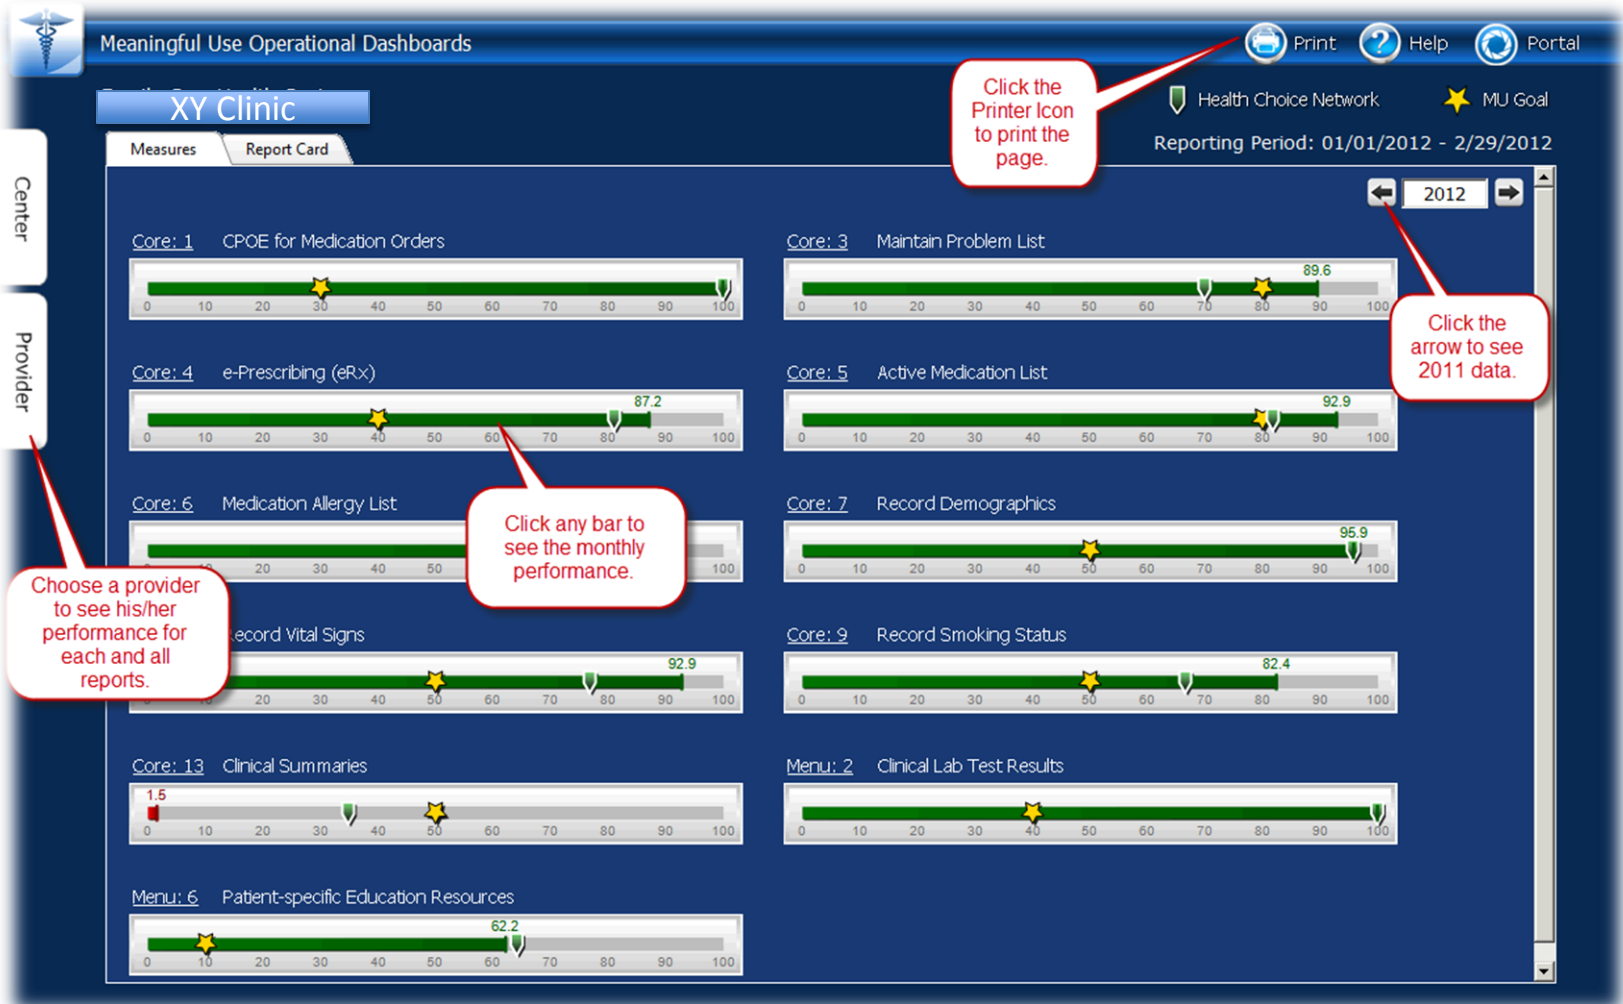 Meaningful Use Operational Dashboards
Print
Help
Portal
XY Clinic
Health Choice Network
MU Goal
Reporting Period: 01/01/2012 - 2/29/2012
Click the
Printer Icon
to print the
page.
Measures
Report Card
Center
Provider
2012
Core: 1 CPOE for Medication Orders
0 10 20 30 40 50 60 70 80 90 100
Core: 3 Maintain Problem List
89.6
0 10 20 30 40 50 60 70 80 90 100
Click the
arrow to see
2011 data.
Core: 4 e-Prescribing (eRx)
87.2
0 10 20 30 40 50 60 70 80 90 100
Core: 5 Active Medication List
92.9
0 10 20 30 40 50 60 70 80 90 100
Core: 6 Medication Allergy List
20 30 40 50 100
Click any bar to
see the monthly
performance.
Core: 7 Record Demographics
95.9
0 10 20 30 40 50 60 70 80 90 100
Choose a provider
to see his/her
performance for
each and all
reports.
Record Vital Signs
92.9
20 30 40 50 60 70 80 90 100
Core: 9 Record Smoking Status
82.4
0 10 20 30 40 50 60 70 80 90 100
Core: 13 Clinical Summaries
1.5
0 10 20 30 40 50 60 70 80 90 100
Menu: 2 Clinical Lab Test Results
0 10 20 30 40 50 60 70 80 90 100
Menu: 6 Patient-specific Education Resources
62.2
0 10 20 30 40 50 60 70 80 90 100